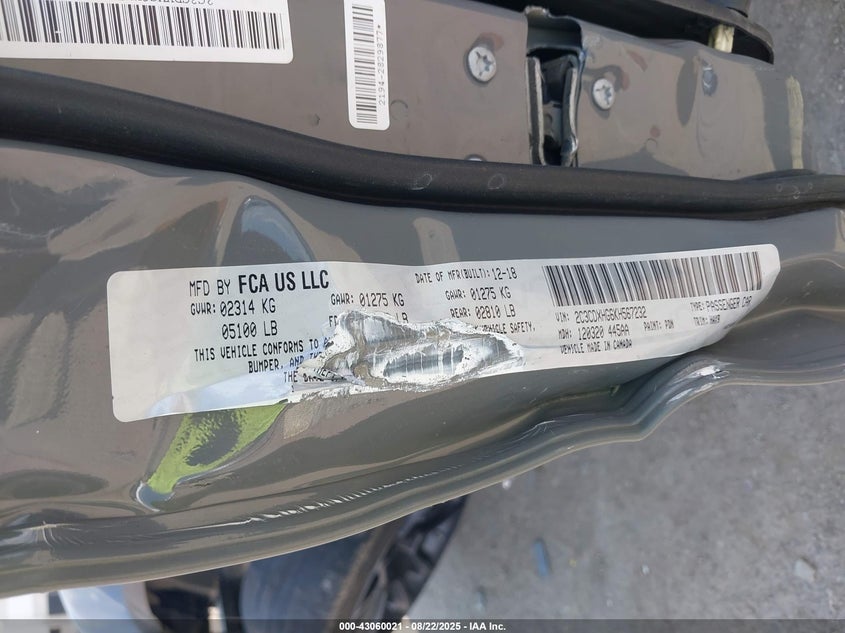 2194-2829877*
MFD BY FCA US LLC
DATE OF MFR(BUILT): 12-18
GVWR: 02314 KG
GAWR: 01275 KG
GAWR: 01275 KG
05100 LB
LB
REAR: 02810 LB
THIS VEHICLE CONFORMS TO
VEHICLE SAFETY,
BUMPER, AND
THE
VIN: 2C3CDXHG6KH567232
TYPE: PASSENGER CAR
MDH: 120320 445AA
PAINT: PDN
TRIM:
VEHICLE MADE IN CANADA
000-43060021 | 08/22/2025 | IAA Inc.